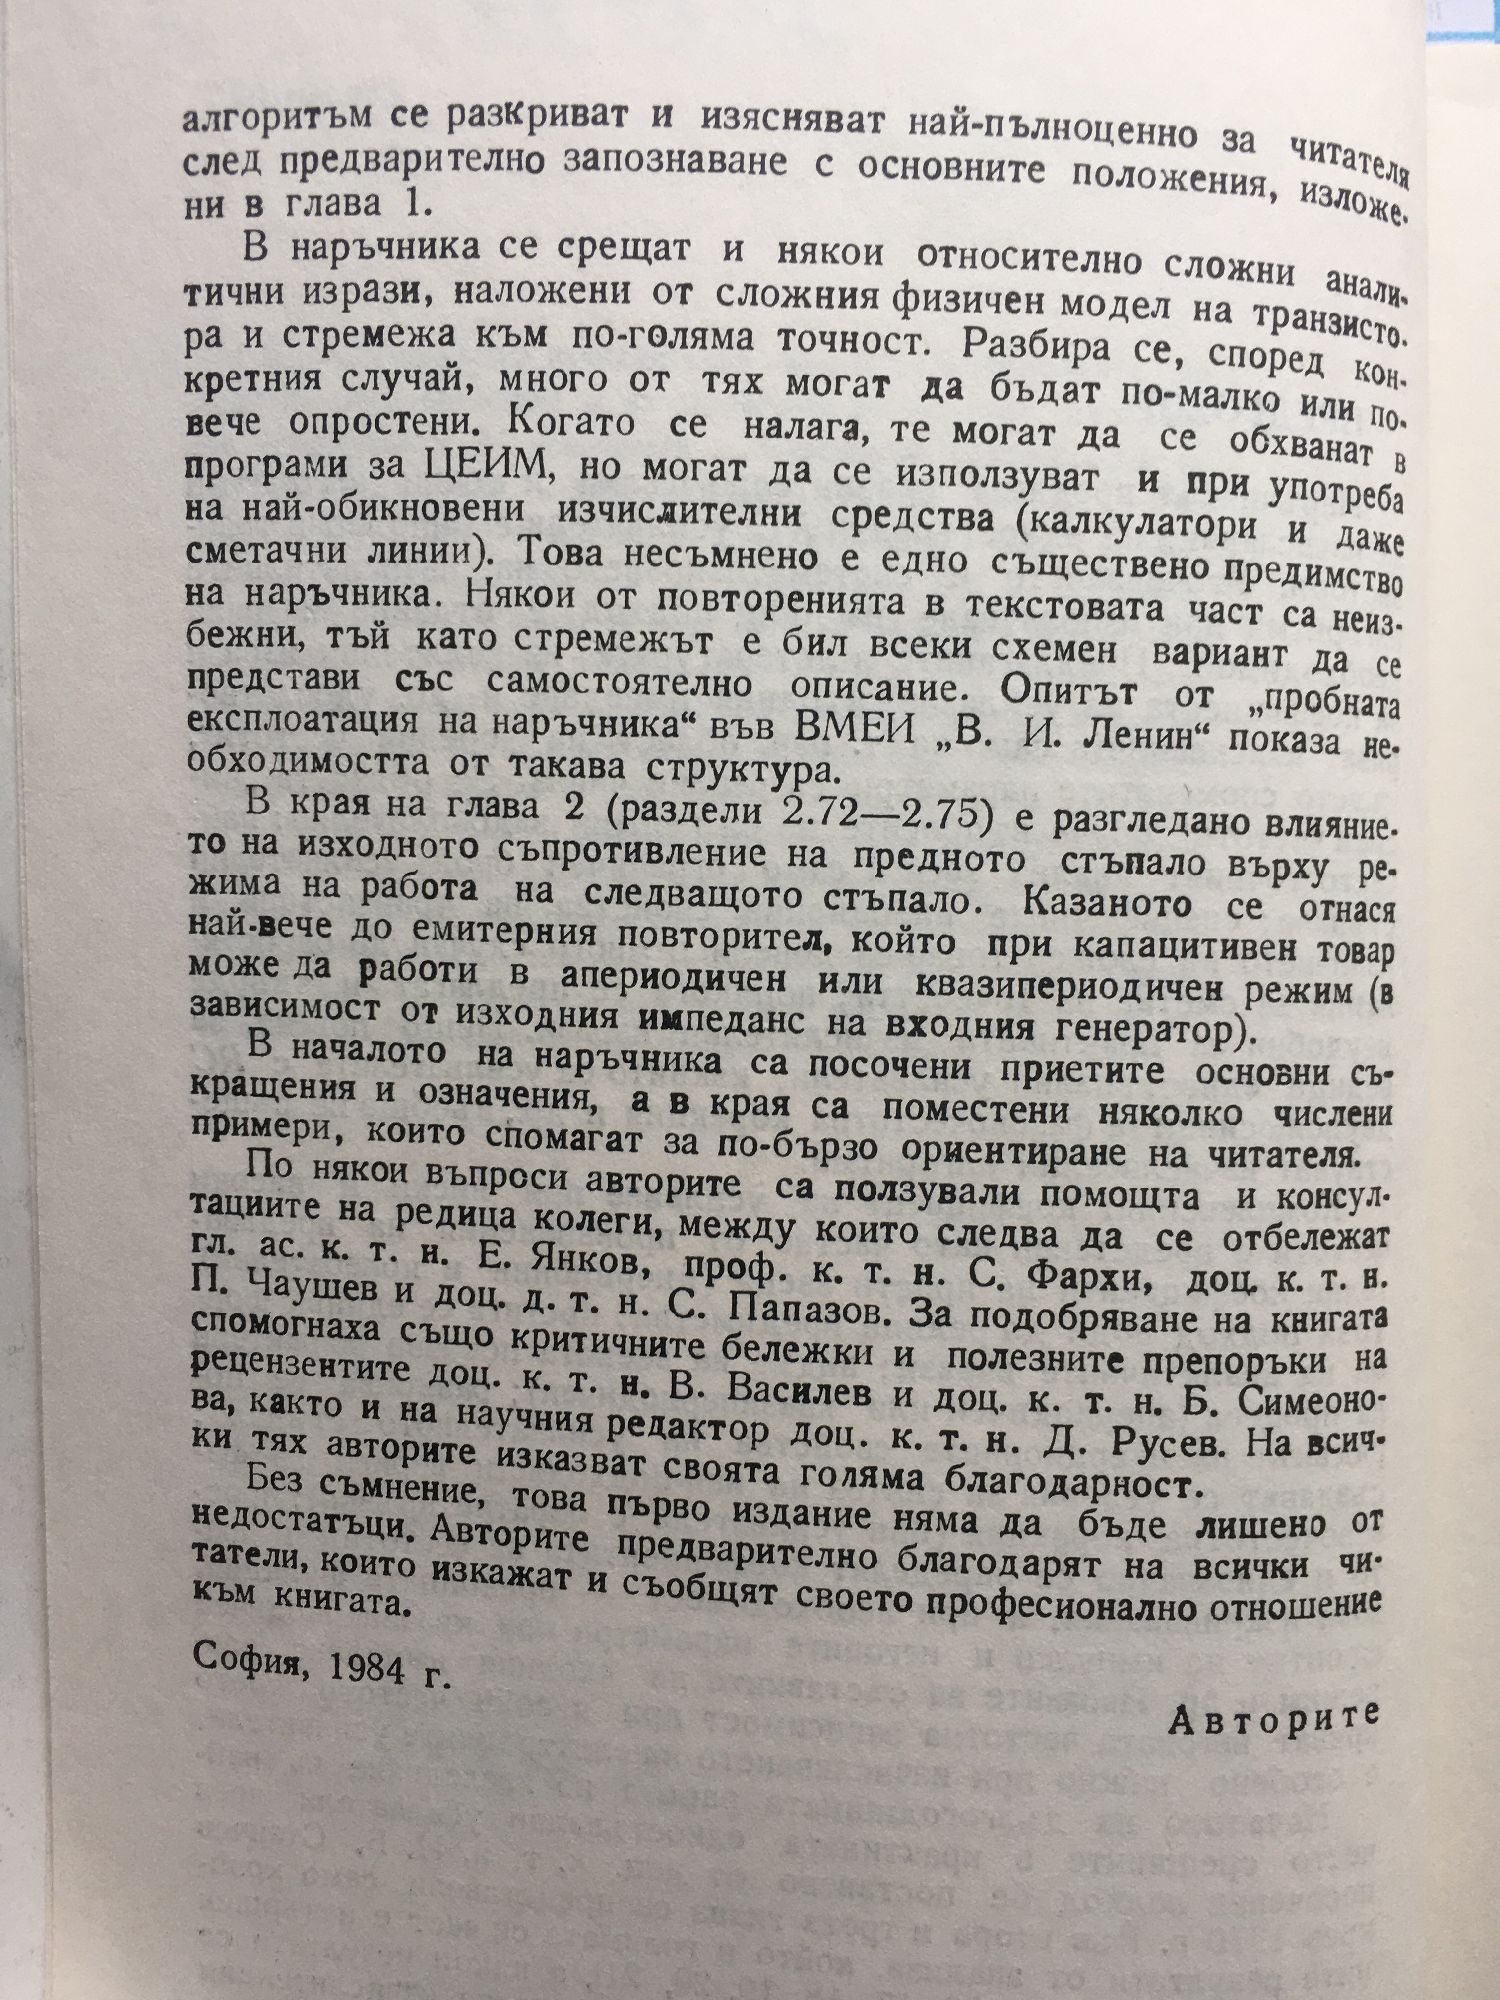 алгоритъм се разкриват и изясняват най-пълноценно за читателя
след предварително запознаване с основните положения, изложе-
ни в глава 1.
В наръчника се срещат и някои относително сложни анали-
тични изрази, наложени от сложния физичен модел на транзисто-
ра и стремежа към по-голяма точност. Разбира се, според кон-
кретния случай, много от тях могат да бъдат по-малко или по-
вече опростени. Когато се налага, те могат да се обхванат в
програми за ЦЕИМ, но могат да се използуват и при употреба
на най-обикновени изчислителни средства (калкулатори и даже
сметачни линии). Това несъмнено е едно съществено предимство
на наръчника. Някои от повторенията в текстовата част са неиз-
бежни, тъй като стремежът е бил всеки схемен вариант да се
представи със самостоятелно описание. Опитът от „пробната
експлоатация на наръчника“ във ВМЕИ „В. И. Ленин“ показа не-
обходимостта от такава структура.
В края на глава 2 (раздели 2.72—2.75) е разгледано влияние-
то на изходното съпротивление на предното стъпало върху ре-
жима на работа на следващото стъпало. Казаното се отнася
най-вече до емитерния повторител, който при капацитивен товар
може да работи в апериодичен или квазипериодичен режим (в
зависимост от изходния импеданс на входния генератор).
В началото на наръчника са посочени приетите основни съ-
кращения и означения, а в края са поместени няколко числени
примери, които спомагат за по-бързо ориентиране на читателя.
По някои въпроси авторите са ползували помощта и консул-
тациите на редица колеги, между които следва да се отбележат
гл. ас. к. т. н. Е. Янков, проф. к. т. н. С. Фархи, доц. к. т. н.
П. Чаушев и доц. д. т. н. С. Папазов. За подобряване на книгата
спомогнаха също критичните бележки и полезните препоръки на
рецензентите доц. к. т. н. В. Василев и доц. к. т. н. Б. Симеоно-
ва, както и на научния редактор доц. к. т. н. Д. Русев. На всич-
ки тях авторите изказват своята голяма благодарност.
Без съмнение, това първо издание няма да бъде лишено от
недостатъци. Авторите предварително благодарят на всички чи-
татели, които изкажат и съобщят своето професионално отношение
към книгата.
София, 1984 г.
Авторите